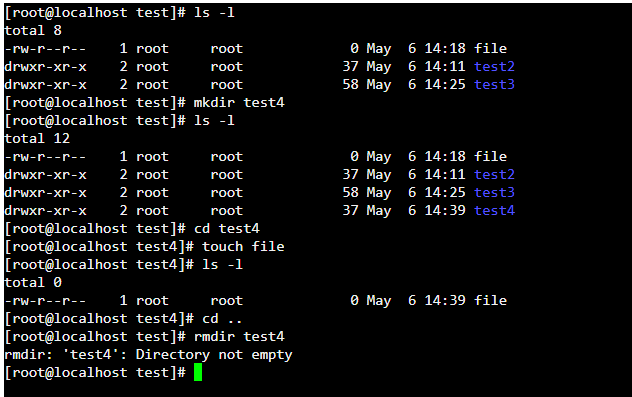 [root@localhost test]# ls -l
total 8
-rw-r--r--    1 root     root             0 May  6 14:18 file
drwxr-xr-x    2 root     root            37 May  6 14:11 test2
drwxr-xr-x    2 root     root            58 May  6 14:25 test3
[root@localhost test]# mkdir test4
[root@localhost test]# ls -l
total 12
-rw-r--r--    1 root     root             0 May  6 14:18 file
drwxr-xr-x    2 root     root            37 May  6 14:11 test2
drwxr-xr-x    2 root     root            58 May  6 14:25 test3
drwxr-xr-x    2 root     root            37 May  6 14:39 test4
[root@localhost test]# cd test4
[root@localhost test4]# touch file
[root@localhost test4]# ls -l
total 0
-rw-r--r--    1 root     root             0 May  6 14:39 file
[root@localhost test4]# cd ..
[root@localhost test]# rmdir test4
rmdir: 'test4': Directory not empty
[root@localhost test]#